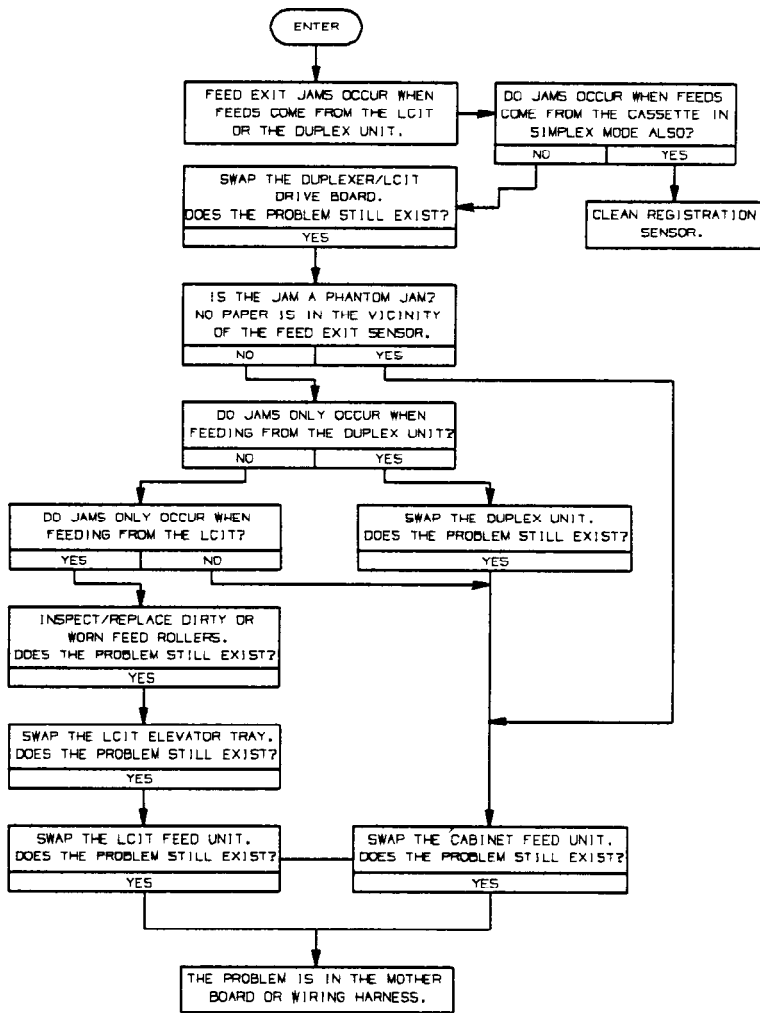 ENTER
FEED EXIT JAMS OCCUR WHEN
FEEDS COME FROM THE LCIT
OR THE DUPLEX UNIT.
DO JAMS OCCUR WHEN FEEDS
COME FROM THE CASSETTE IN
SIMPLEX MODE ALSO?
NO YES
SWAP THE DUPLEXER/LCIT
DRIVE BOARD.
DOES THE PROBLEM STILL EXIST?
YES
CLEAN REGISTRATION
SENSOR.
IS THE JAM A PHANTOM JAM?
NO PAPER IS IN THE VICINITY
OF THE FEED EXIT SENSOR.
NO YES
DO JAMS ONLY OCCUR WHEN
FEEDING FROM THE DUPLEX UNIT?
NO YES
DO JAMS ONLY OCCUR WHEN
FEEDING FROM THE LCIT?
YES NO
SWAP THE DUPLEX UNIT.
DOES THE PROBLEM STILL EXIST?
YES
INSPECT/REPLACE DIRTY OR
WORN FEED ROLLERS.
DOES THE PROBLEM STILL EXIST?
YES
SWAP THE LCIT ELEVATOR TRAY.
DOES THE PROBLEM STILL EXIST?
YES
SWAP THE LCIT FEED UNIT.
DOES THE PROBLEM STILL EXIST?
YES
SWAP THE CABINET FEED UNIT.
DOES THE PROBLEM STILL EXIST?
YES
THE PROBLEM IS IN THE MOTHER
BOARD OR WIRING HARNESS.